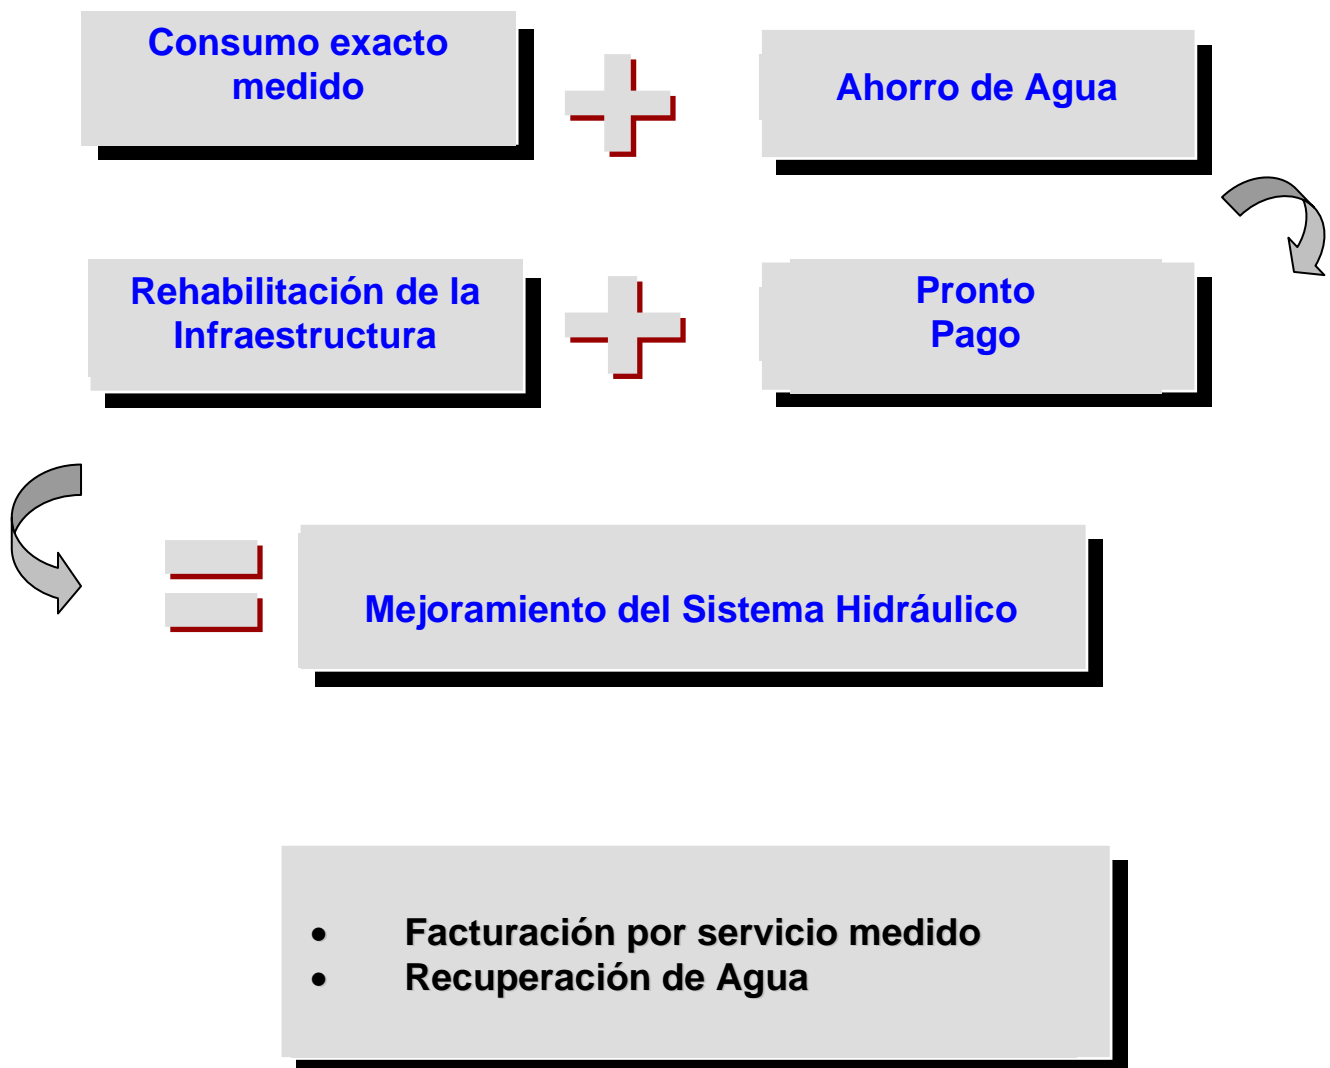 Consumo exacto
medido
Ahorro de Agua
Rehabilitación de la
Infraestructura
Pronto
Pago
Mejoramiento del Sistema Hidráulico
• Facturación por servicio medido
• Recuperación de Agua